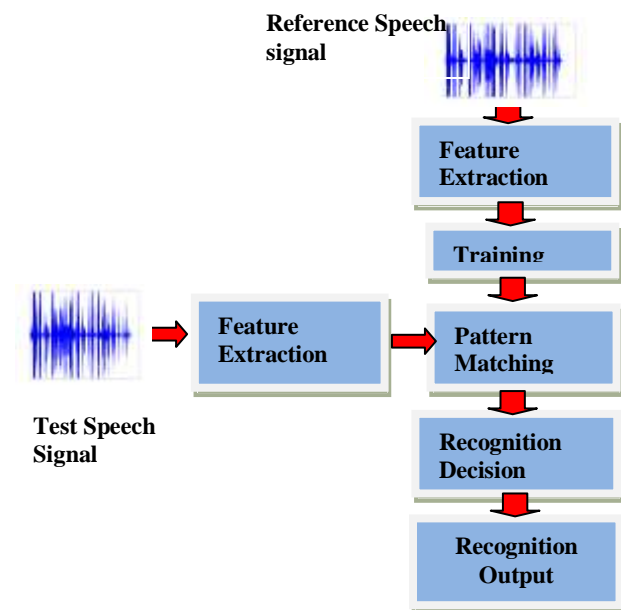 Reference Speech
signal
Feature
Extraction
Training
Feature
Extraction
Pattern
Matching
Test Speech
Signal
Recognition
Decision
Recognition
Output